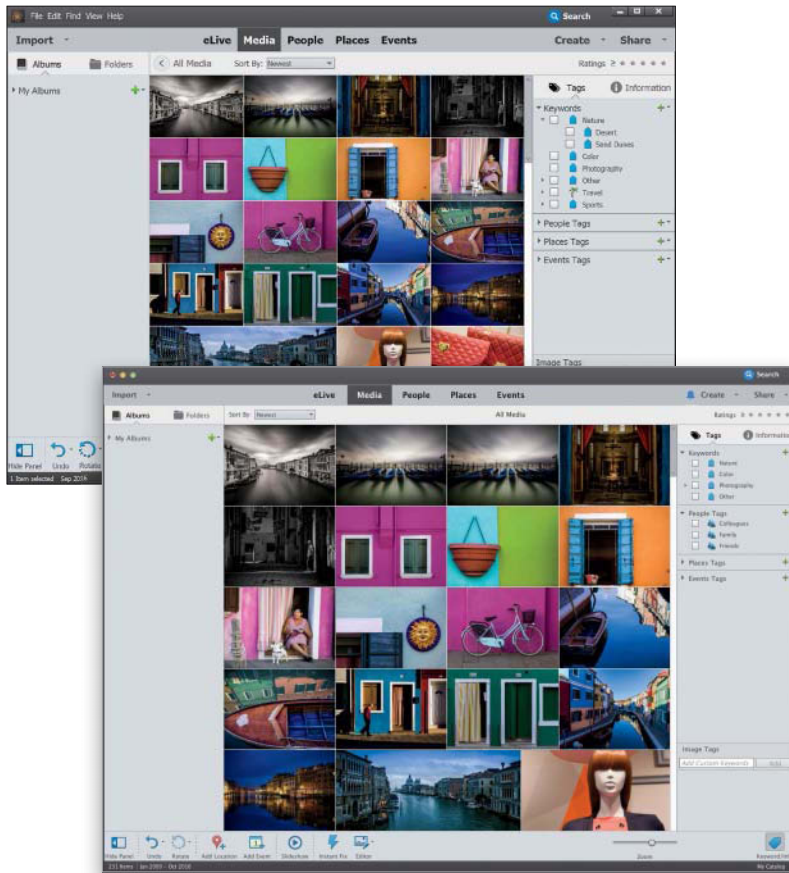 File Edit Find View Help
Search
Import
eLive Media People Places Events
Create Share
Albums Folders
All Media Sort By: Newest
Ratings ≥
Tags Information
My Albums
Keywords
Nature
Desert
Sand Dunes
Color
Photography
Other
Travel
Sports
People Tags
Places Tags
Events Tags
Image Tags
Hide Panel Undo Rotate
1 Item selected Sep 2016
Search
Import
eLive Media People Places Events
Create Share
Albums Folders
Sort By: Newest
All Media
Ratings ≥
Tags Information
My Albums
Keywords
Nature
Color
Photography
Other
People Tags
Colleagues
Family
Friends
Places Tags
Events Tags
Image Tags
Add Custom Keywords Add
Hide Panel Undo Rotate Add Location Add Event Slideshow Instant Fix Editor
Zoom
My Catalog